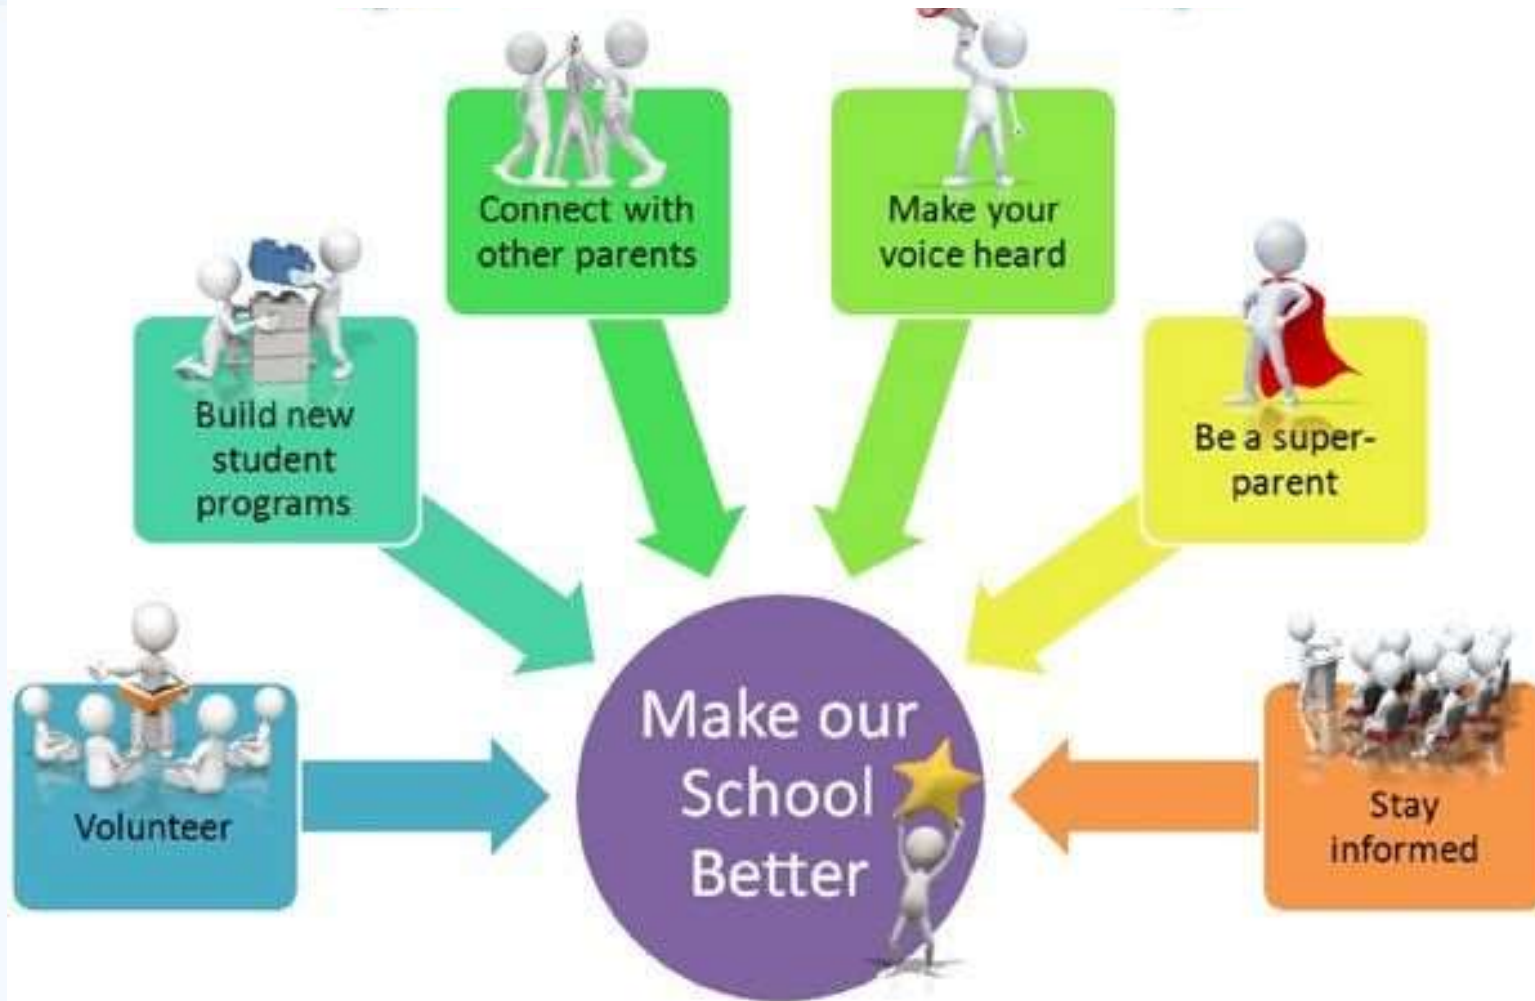 Connect with
other parents
Make your
voice heard
Build new
student
programs
Be a super-
parent
Volunteer
Make our
School
Better
Stay
informed